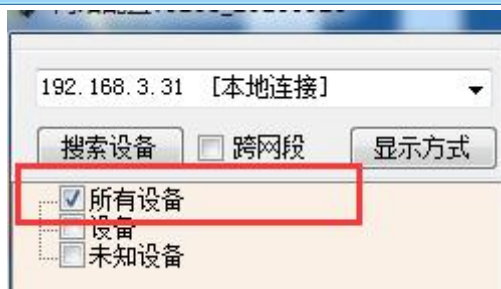 192.168.3.31 [本地连接]
搜索设备 跨网段 显示方式
所有设备
设备
未知设备